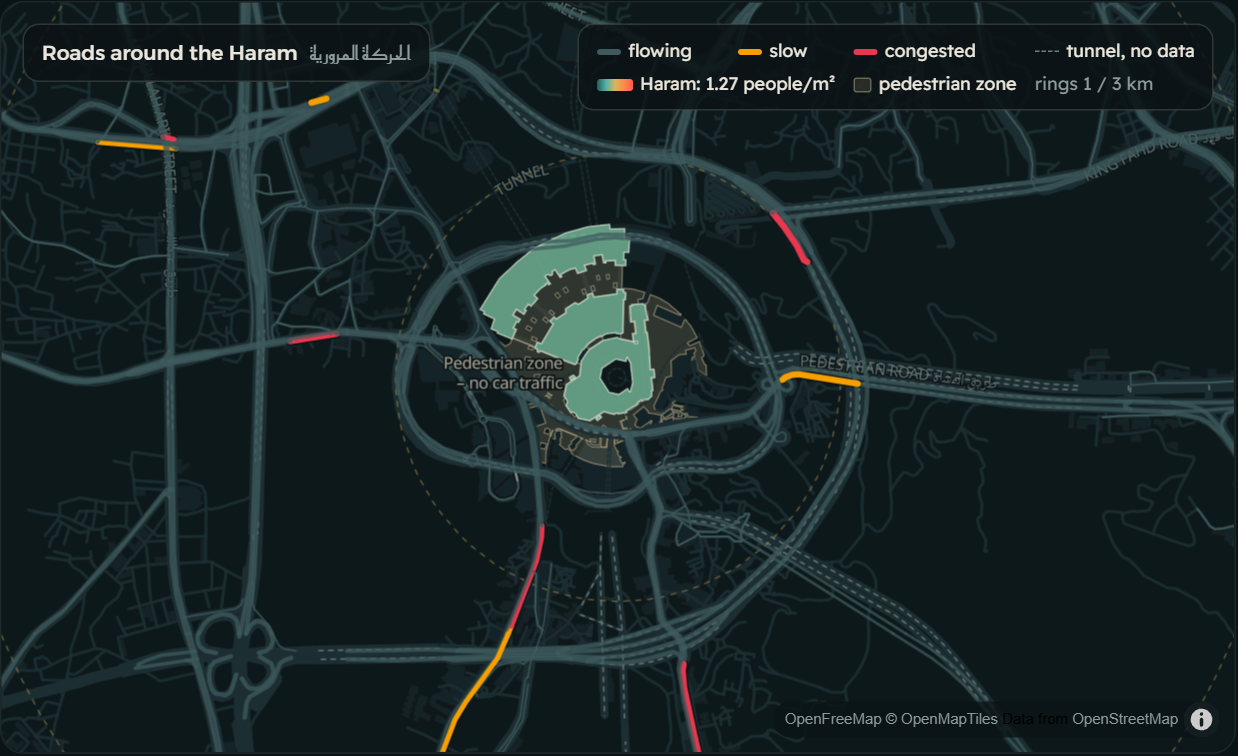 Roads around the Haram الحركة المرورية
flowing
slow
congested
tunnel, no data
Haram: 1.27 people/m²
pedestrian zone
rings 1 / 3 km
STREET
STREET
TUNNEL
KING FAHD ROAD
Pedestrian zone
– no car traffic
PEDESTRIAN ROAD
OpenFreeMap © OpenMapTiles Data from OpenStreetMap